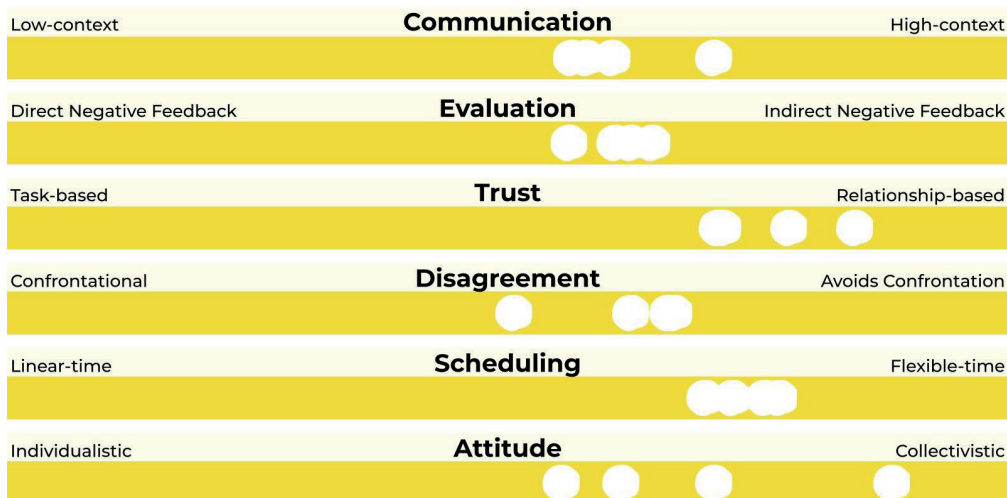 Low-context Communication High-context
Direct Negative Feedback Evaluation Indirect Negative Feedback
Task-based Trust Relationship-based
Confrontational Disagreement Avoids Confrontation
Linear-time Scheduling Flexible-time
Individualistic Attitude Collectivistic